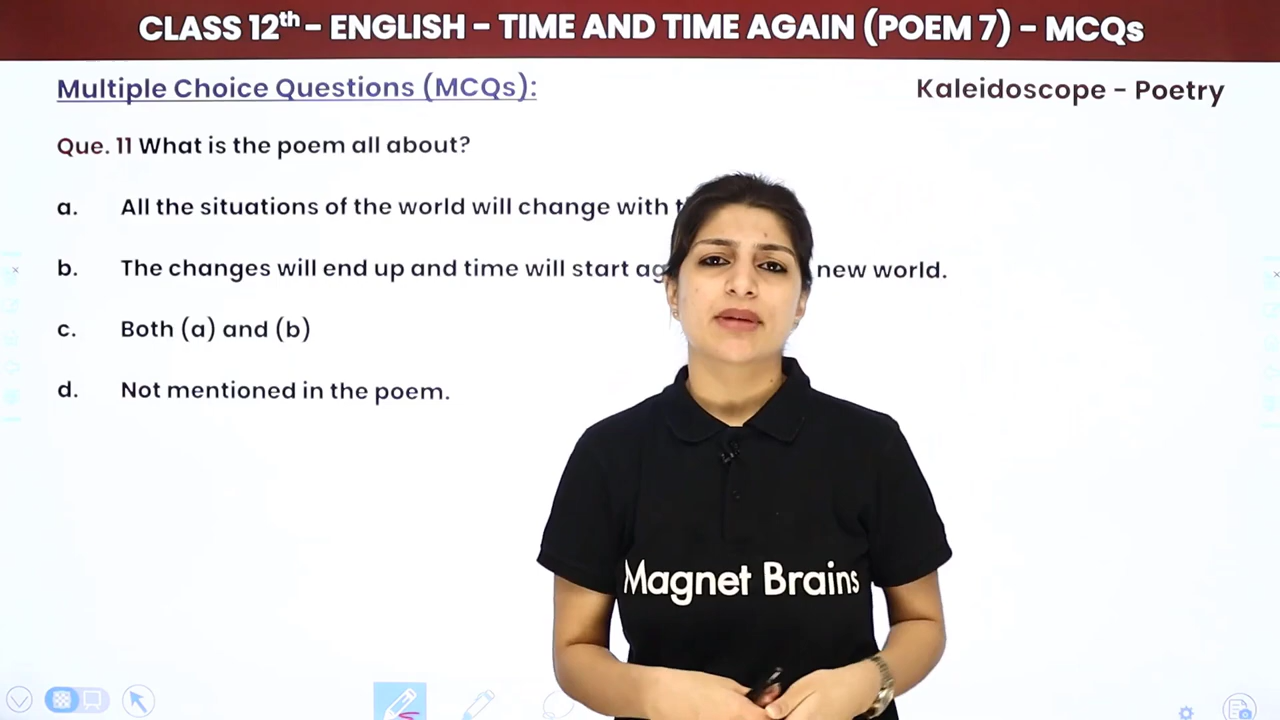 CLASS 12th – ENGLISH – TIME AND TIME AGAIN (POEM 7) – MCQs
Multiple Choice Questions (MCQs):
Kaleidoscope – Poetry
Que. 11 What is the poem all about?
a. All the situations of the world will change with
b. The changes will end up and time will start new world.
c. Both (a) and (b)
d. Not mentioned in the poem.
Magnet Brains